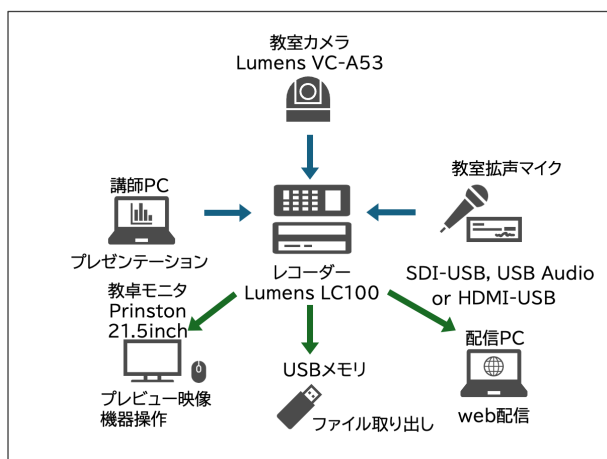 教室カメラ
Lumens VC-A53
講師PC
プレゼンテーション
教室拡声マイク
レコーダー
Lumens LC100
SDI-USB, USB Audio
or HDMI-USB
教卓モニタ
Prinston
21.5inch
プレビュー映像
機器操作
USBメモリ
ファイル取り出し
配信PC
web配信